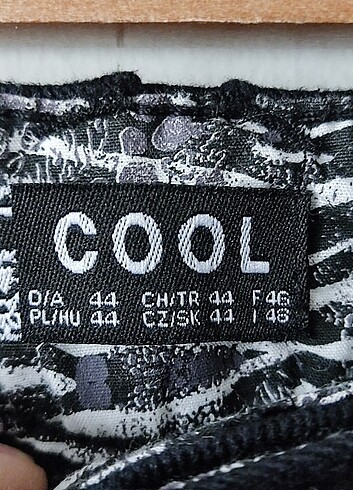 COOL
D/A 44 CH/TR 44 F 46
PL/HU 44 CZ/SK 44 I 46